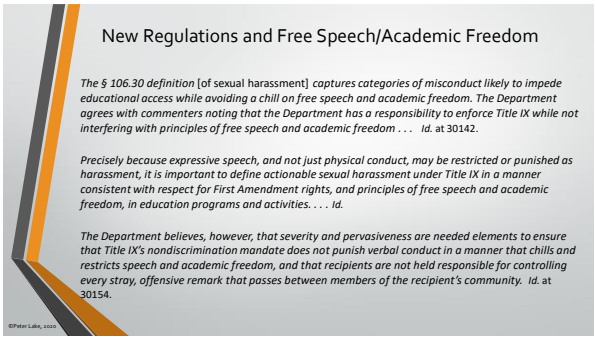 New Regulations and Free Speech/Academic Freedom
The § 106.30 definition [of sexual harassment] captures categories of misconduct likely to impede
educational access while avoiding a chill on free speech and academic freedom. The Department
agrees with commenters noting that the Department has a responsibility to enforce Title IX while not
interfering with principles of free speech and academic freedom . . . Id. at 30142.
Precisely because expressive speech, and not just physical conduct, may be restricted or punished as
harassment, it is important to define actionable sexual harassment under Title IX in a manner
consistent with respect for First Amendment rights, and principles of free speech and academic
freedom, in education programs and activities. . . . Id.
The Department believes, however, that severity and pervasiveness are needed elements to ensure
that Title IX’s nondiscrimination mandate does not punish verbal conduct in a manner that chills and
restricts speech and academic freedom, and that recipients are not held responsible for controlling
every stray, offensive remark that passes between members of the recipient’s community. Id. at
30154.
©Peter Lake, 2020